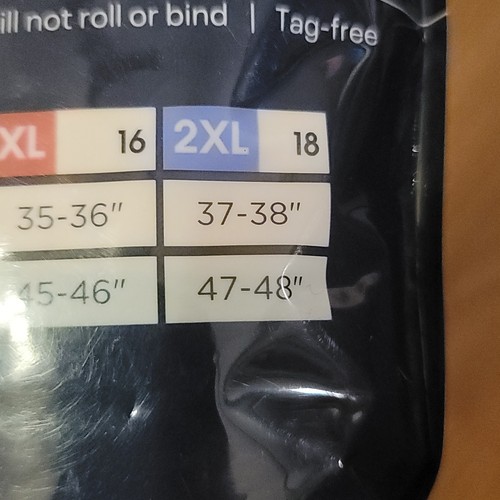 ill not roll or bind | Tag-free
XL 16 2XL 18
35-36" 37-38"
45-46" 47-48"